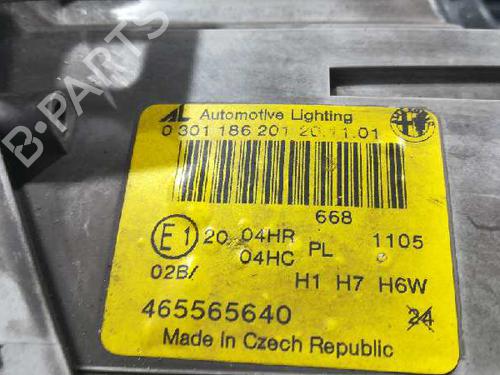 B-PARTS
AL Automotive Lighting
0 301 186 201 20.11.01
668
E1 20 04HR PL 1105
04HC
02B/ H1 H7 H6W
465565640 24
Made in Czech Republic